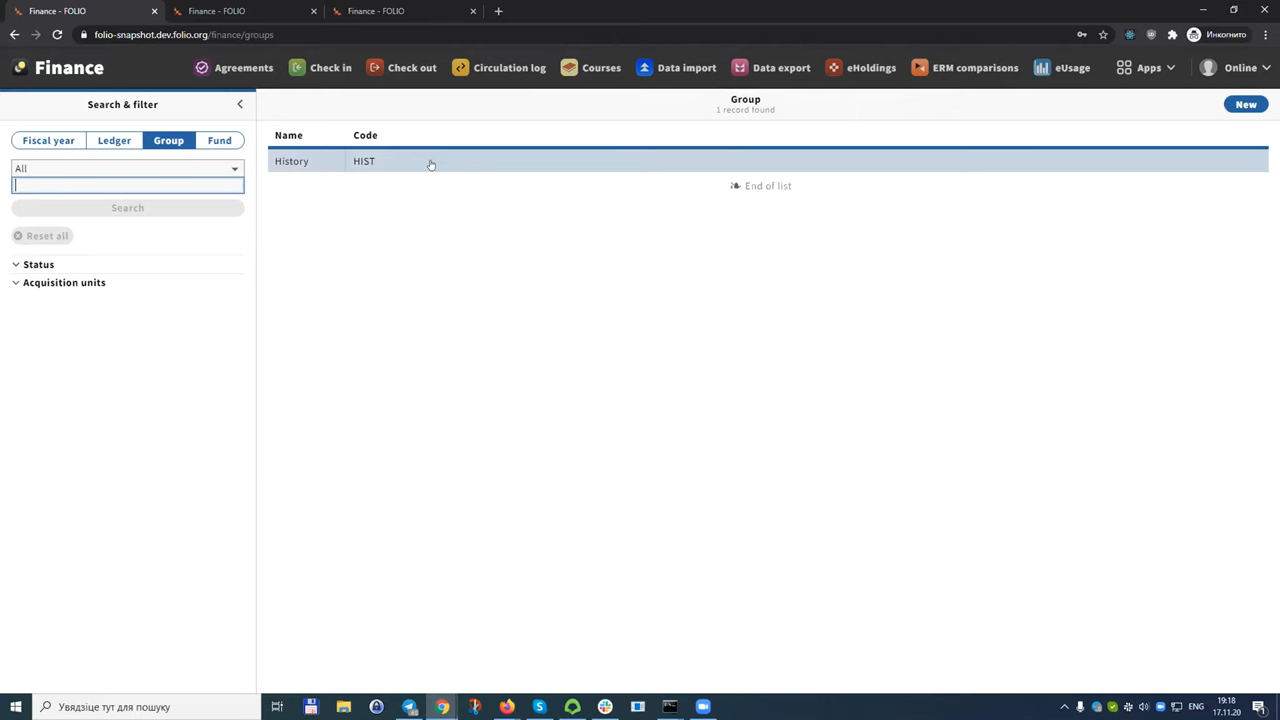 Finance - FOLIO
Finance - FOLIO
Finance - FOLIO
folio-snapshot.dev.folio.org/finance/groups
Инкогнито
Finance
Agreements
Check in
Check out
Circulation log
Courses
Data import
Data export
eHoldings
ERM comparisons
eUsage
Apps
Online
Search & filter
Group
1 record found
New
Fiscal year
Ledger
Group
Fund
Name
Code
All
History
HIST
End of list
Search
Reset all
Status
Acquisition units
Увядзіце тут для пошуку
ENG
19:18
17.11.20
1